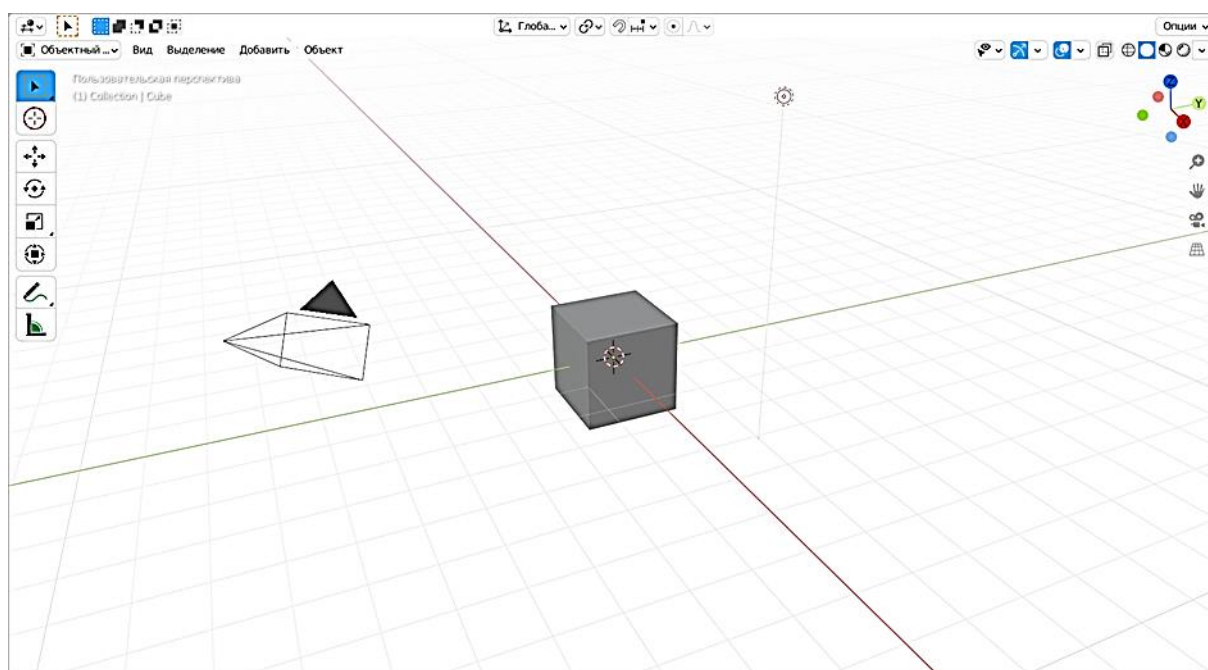 Глоба...
Опции
Объектный ... Вид Выделение Добавить Объект
Пользовательская перспектива
(1) Collection | Cube
Y